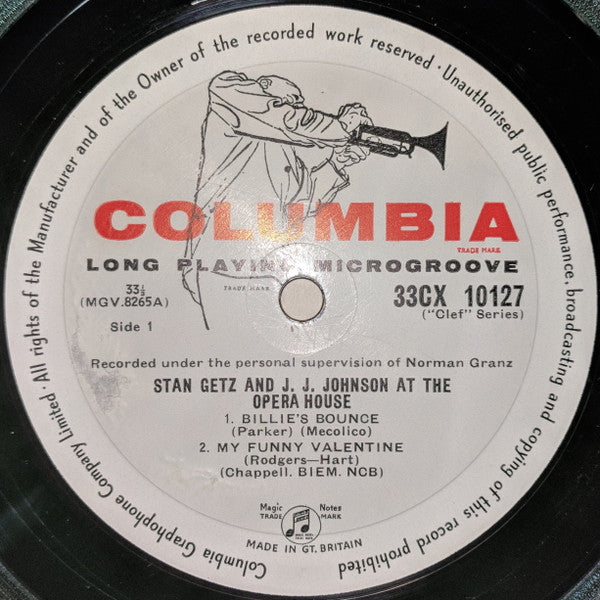 Columbia Graphophone Company Limited · All rights of the Manufacturer and of the Owner of the recorded work reserved · Unauthorised public performance, broadcasting and copying of this record prohibited
COLUMBIA
TRADE MARK
LONG PLAYING MICROGROOVE
TRADE MARK
33⅓
(MGV.8265A)
33CX 10127
("Clef" Series)
Side 1
Recorded under the personal supervision of Norman Granz
STAN GETZ AND J. J. JOHNSON AT THE
OPERA HOUSE
1. BILLIE'S BOUNCE
(Parker) (Mecolico)
2. MY FUNNY VALENTINE
(Rodgers—Hart)
(Chappell. BIEM. NCB)
Magic Notes
TRADE MARK
MADE IN GT. BRITAIN